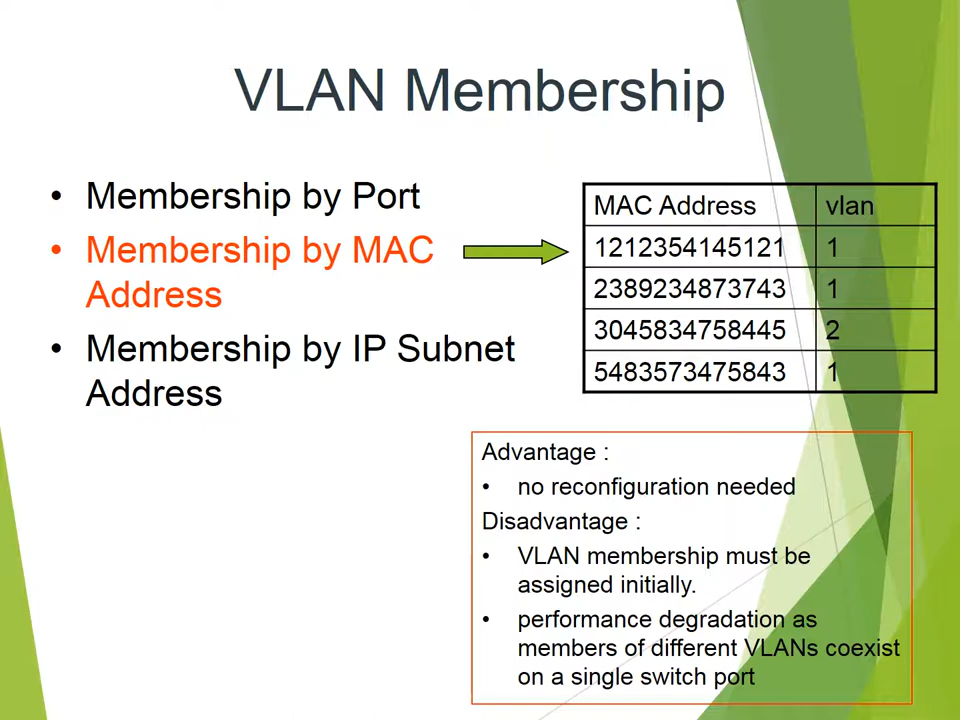 VLAN Membership
• Membership by Port
• Membership by MAC
Address
• Membership by IP Subnet
Address
MAC Address vlan
1212354145121 1
2389234873743 1
3045834758445 2
5483573475843 1
Advantage :
• no reconfiguration needed
Disadvantage :
• VLAN membership must be
assigned initially.
• performance degradation as
members of different VLANs coexist
on a single switch port